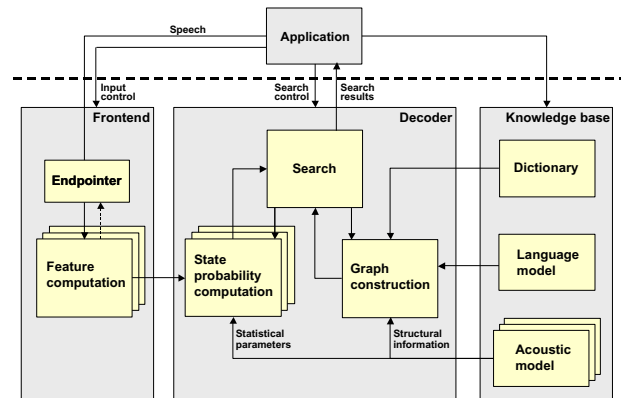 Speech
Application
Input
control
Search
control
Search
results
Frontend
Decoder
Knowledge base
Endpointer
Search
Dictionary
Feature
computation
State
probability
computation
Graph
construction
Language
model
Statistical
parameters
Structural
information
Acoustic
model